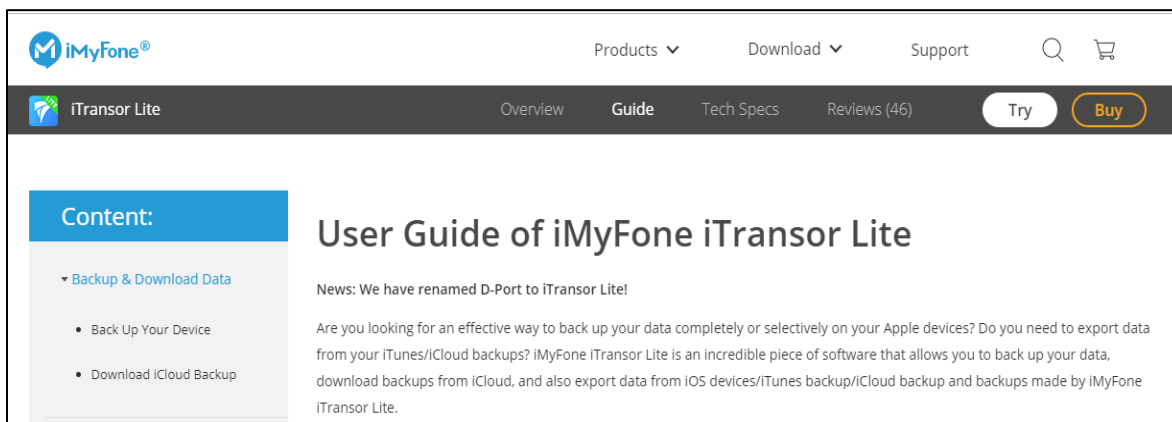 iMyFone®
Products
Download
Support
iTransor Lite
Overview
Guide
Tech Specs
Reviews (46)
Try
Buy
Content:
Backup & Download Data
Back Up Your Device
Download iCloud Backup
User Guide of iMyFone iTransor Lite
News: We have renamed D-Port to iTransor Lite!
Are you looking for an effective way to back up your data completely or selectively on your Apple devices? Do you need to export data
from your iTunes/iCloud backups? iMyFone iTransor Lite is an incredible piece of software that allows you to back up your data,
download backups from iCloud, and also export data from iOS devices/iTunes backup/iCloud backup and backups made by iMyFone
iTransor Lite.